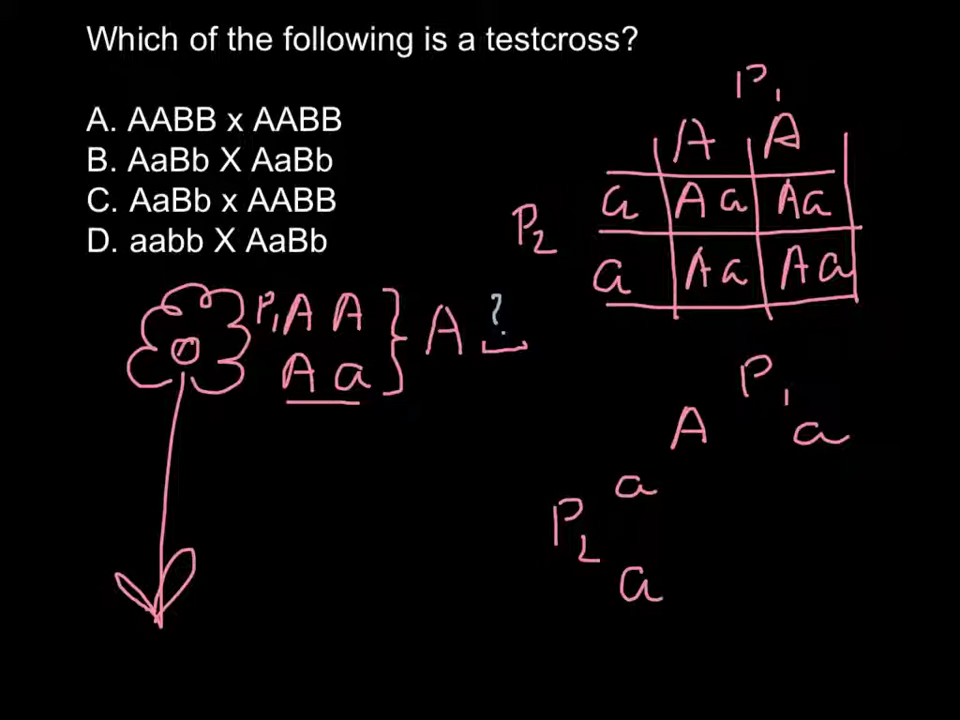 Which of the following is a testcross?
A. AABB x AABB
B. AaBb X AaBb
C. AaBb x AABB
D. aabb X AaBb
P1
A A
P2
a Aa Aa
a Aa Aa
P1 A A
A a
A ?
P1
A a
P2
a
a